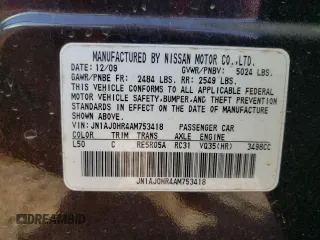 MANUFACTURED BY NISSAN MOTOR CO.,LTD.
DATE: 12/09 GVWR/PNBV: 5024 LBS.
GAWR/PNBE FR: 2484 LBS. RR: 2549 LBS.
THIS VEHICLE CONFORMS TO ALL APPLICABLE FEDERAL
MOTOR VEHICLE SAFETY,BUMPER,AND THEFT PREVENTION
STANDARDS IN EFFECT ON THE DATE OF MANUFACTURE
SHOWN ABOVE.
VIN: JN1AJ0HR4AM753418 PASSENGER CAR
COLOR TRIM TRANS AXLE ENGINE
L50 C RE5R05A RC31 VQ35(HR) 3498CC
JN1AJ0HR4AM753418